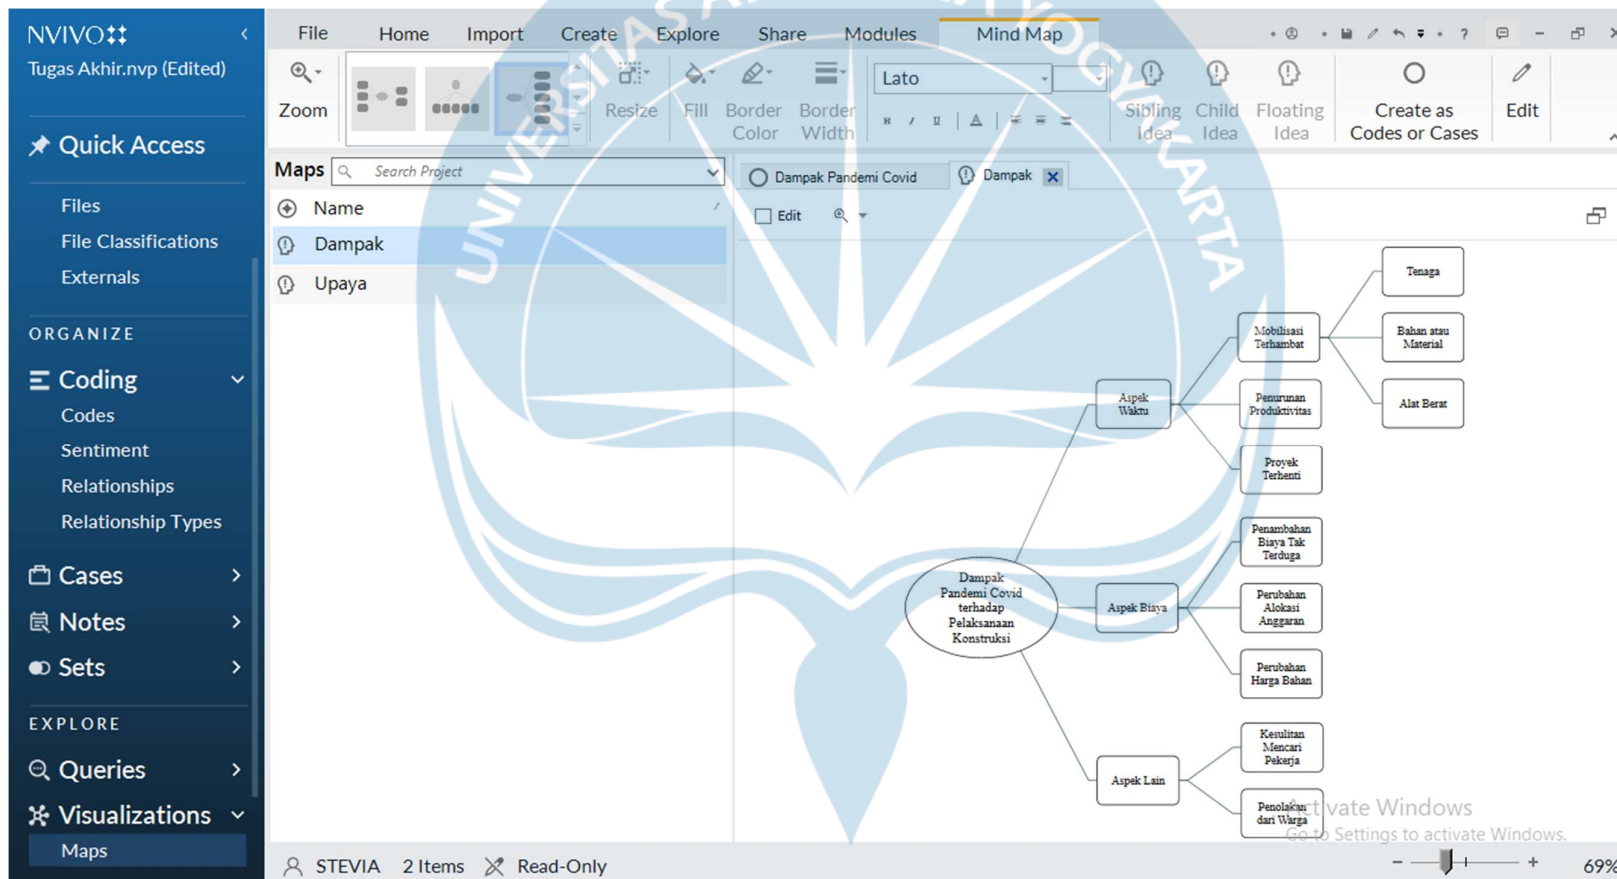 NVIVO
Tugas Akhir.nvp (Edited)
Quick Access
Files
File Classifications
Externals
ORGANIZE
Coding
Codes
Sentiment
Relationships
Relationship Types
Cases
Notes
Sets
EXPLORE
Queries
Visualizations
Maps
File Home Import Create Explore Share Modules Mind Map
Zoom
Resize
Fill
Border
Color
Border
Width
Lato
Sibling
Idea
Child
Idea
Floating
Idea
Create as
Codes or Cases
Edit
Maps
Search Project
Name
Dampak
Upaya
Dampak Pandemi Covid
Dampak
Edit
Dampak
Pandemi Covid
terhadap
Pelaksanaan
Konstruksi
Aspek
Waktu
Mobilisasi
Terhambat
Tenaga
Bahan atau
Material
Alat Berat
Penurunan
Produktivitas
Proyek
Terhenti
Aspek Biaya
Penambahan
Biaya Tak
Terduga
Perubahan
Alokasi
Anggaran
Perubahan
Harga Bahan
Aspek Lain
Kesulitan
Mencari
Pekerja
Penolakan
dari Warga
Activate Windows
Go to Settings to activate Windows.
STEVIA 2 Items Read-Only
69%
UNIVERSITAS
YOGYAKARTA